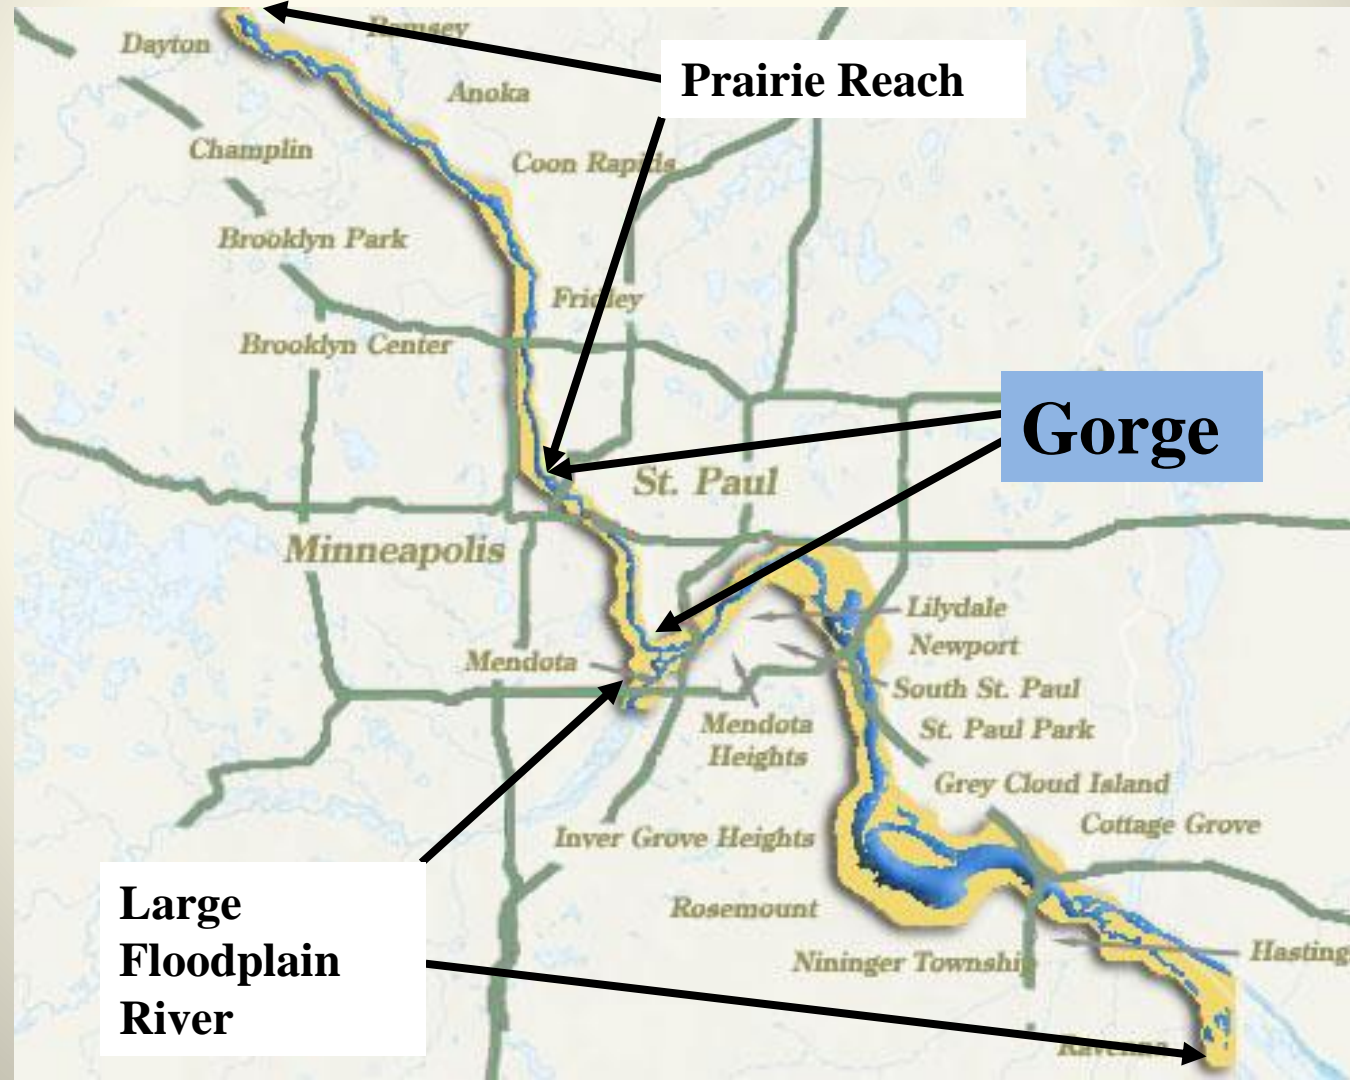 Dayton
Ramsey
Prairie Reach
Anoka
Champlin
Coon Rapids
Brooklyn Park
Fridley
Brooklyn Center
Gorge
St. Paul
Minneapolis
Lilydale
Newport
Mendota
South St. Paul
Mendota
Heights
St. Paul Park
Grey Cloud Island
Cottage Grove
Inver Grove Heights
Large
Floodplain
River
Rosemount
Nininger Township
Hasting
Ravenna